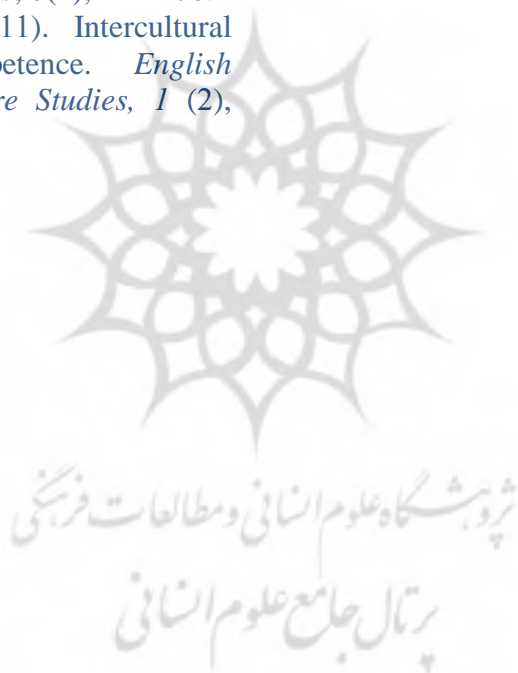 11). Intercultural
petence. English
re Studies, 1 (2),
پژوهشگاه علوم انسانی و مطالعات فرهنگی
پرتال جامع علوم انسانی